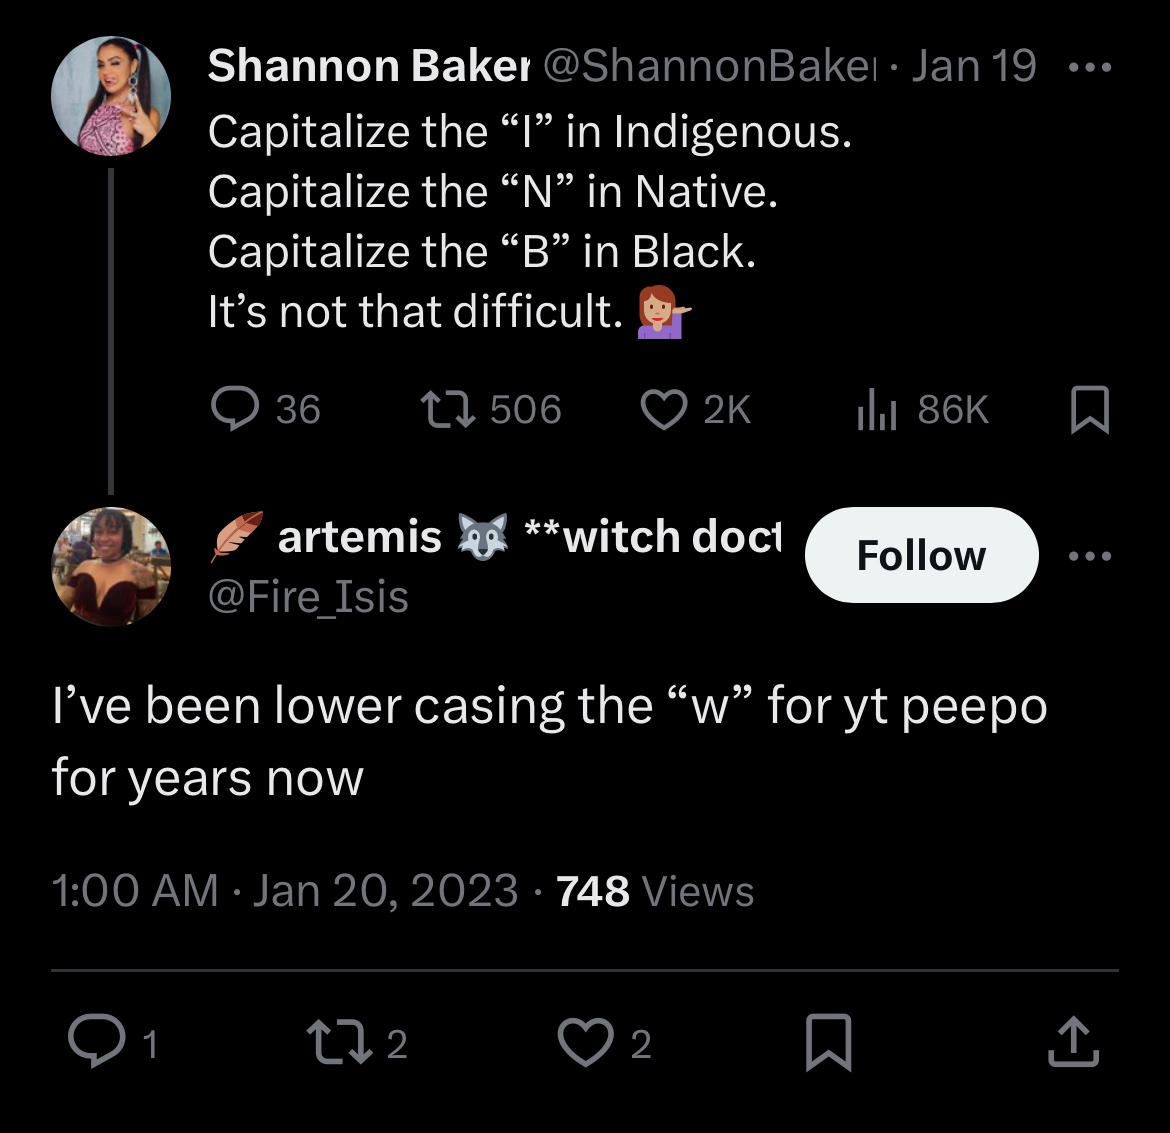 Shannon Baker @ShannonBaker · Jan 19
Capitalize the “I” in Indigenous.
Capitalize the “N” in Native.
Capitalize the “B” in Black.
It’s not that difficult. 💁🏽‍♀️
36 506 2K 86K
🪶 artemis 🐺 **witch doct
Follow
@Fire_Isis
I’ve been lower casing the “w” for yt peepo
for years now
1:00 AM · Jan 20, 2023 · 748 Views
1 2 2